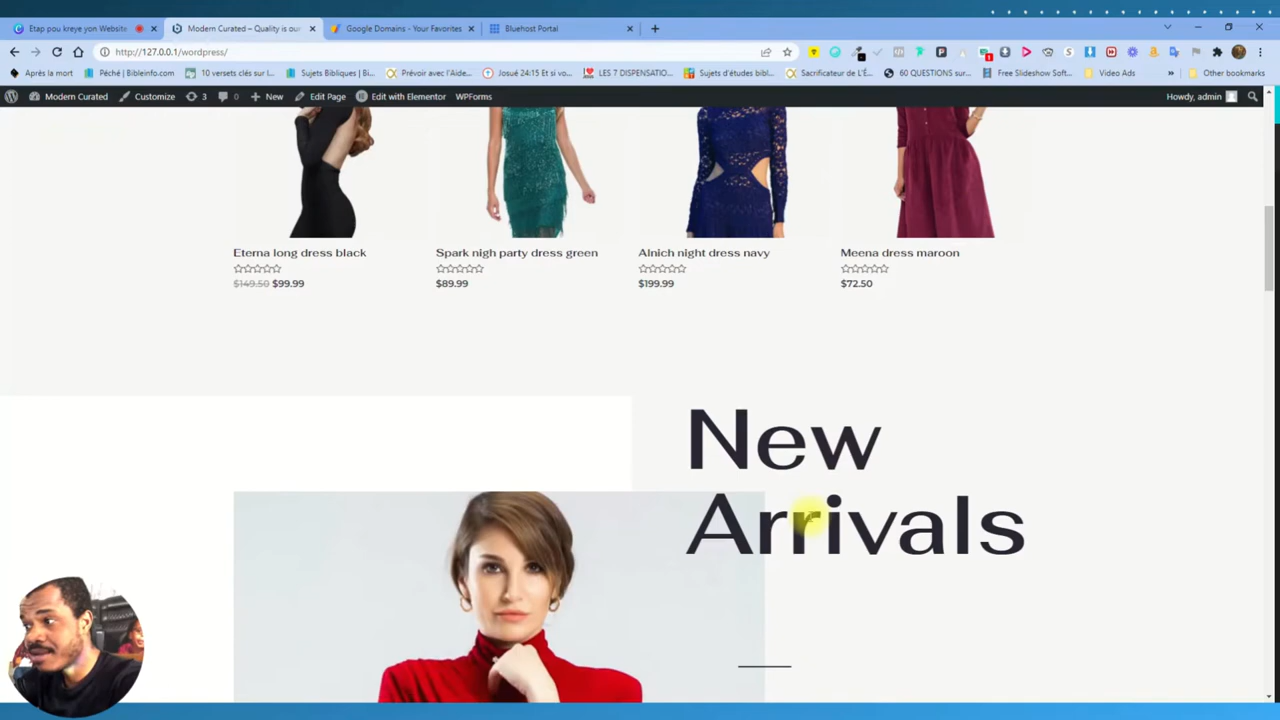 Etap pou kreye yon Website
Modern Curated – Quality is our
Google Domains - Your Favorites
Bluehost Portal
http://127.0.0.1/wordpress/
Après la mort
Péché | Bibleinfo.com
10 versets clés sur l...
Sujets Bibliques | Bi...
Prévoir avec l'Aide...
Josué 24:15 Et si vo...
LES 7 DISPENSATIO...
Sujets d'études bibl...
Sacrificateur de L'É...
60 QUESTIONS sur...
Free Slideshow Soft...
Video Ads
»
Other bookmarks
Modern Curated
Customize
3
0
New
Edit Page
Edit with Elementor
WPForms
Howdy, admin
Eterna long dress black
Spark nigh party dress green
Alnich night dress navy
Meena dress maroon
$149.50 $99.99
$89.99
$199.99
$72.50
New
Arrivals